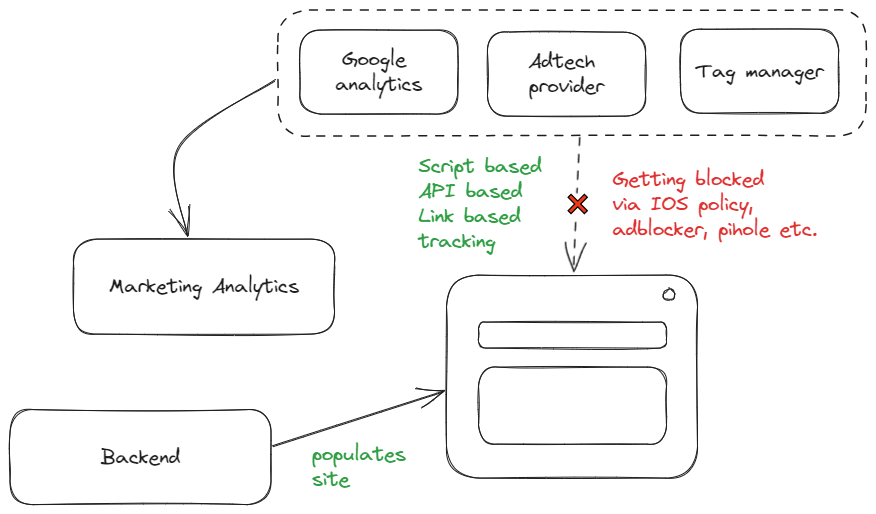 Google
analytics
Adtech
provider
Tag manager
Script based
API based
Link based
tracking
Getting blocked
via IOS policy,
adblocker, pihole etc.
Marketing Analytics
Backend
populates
site